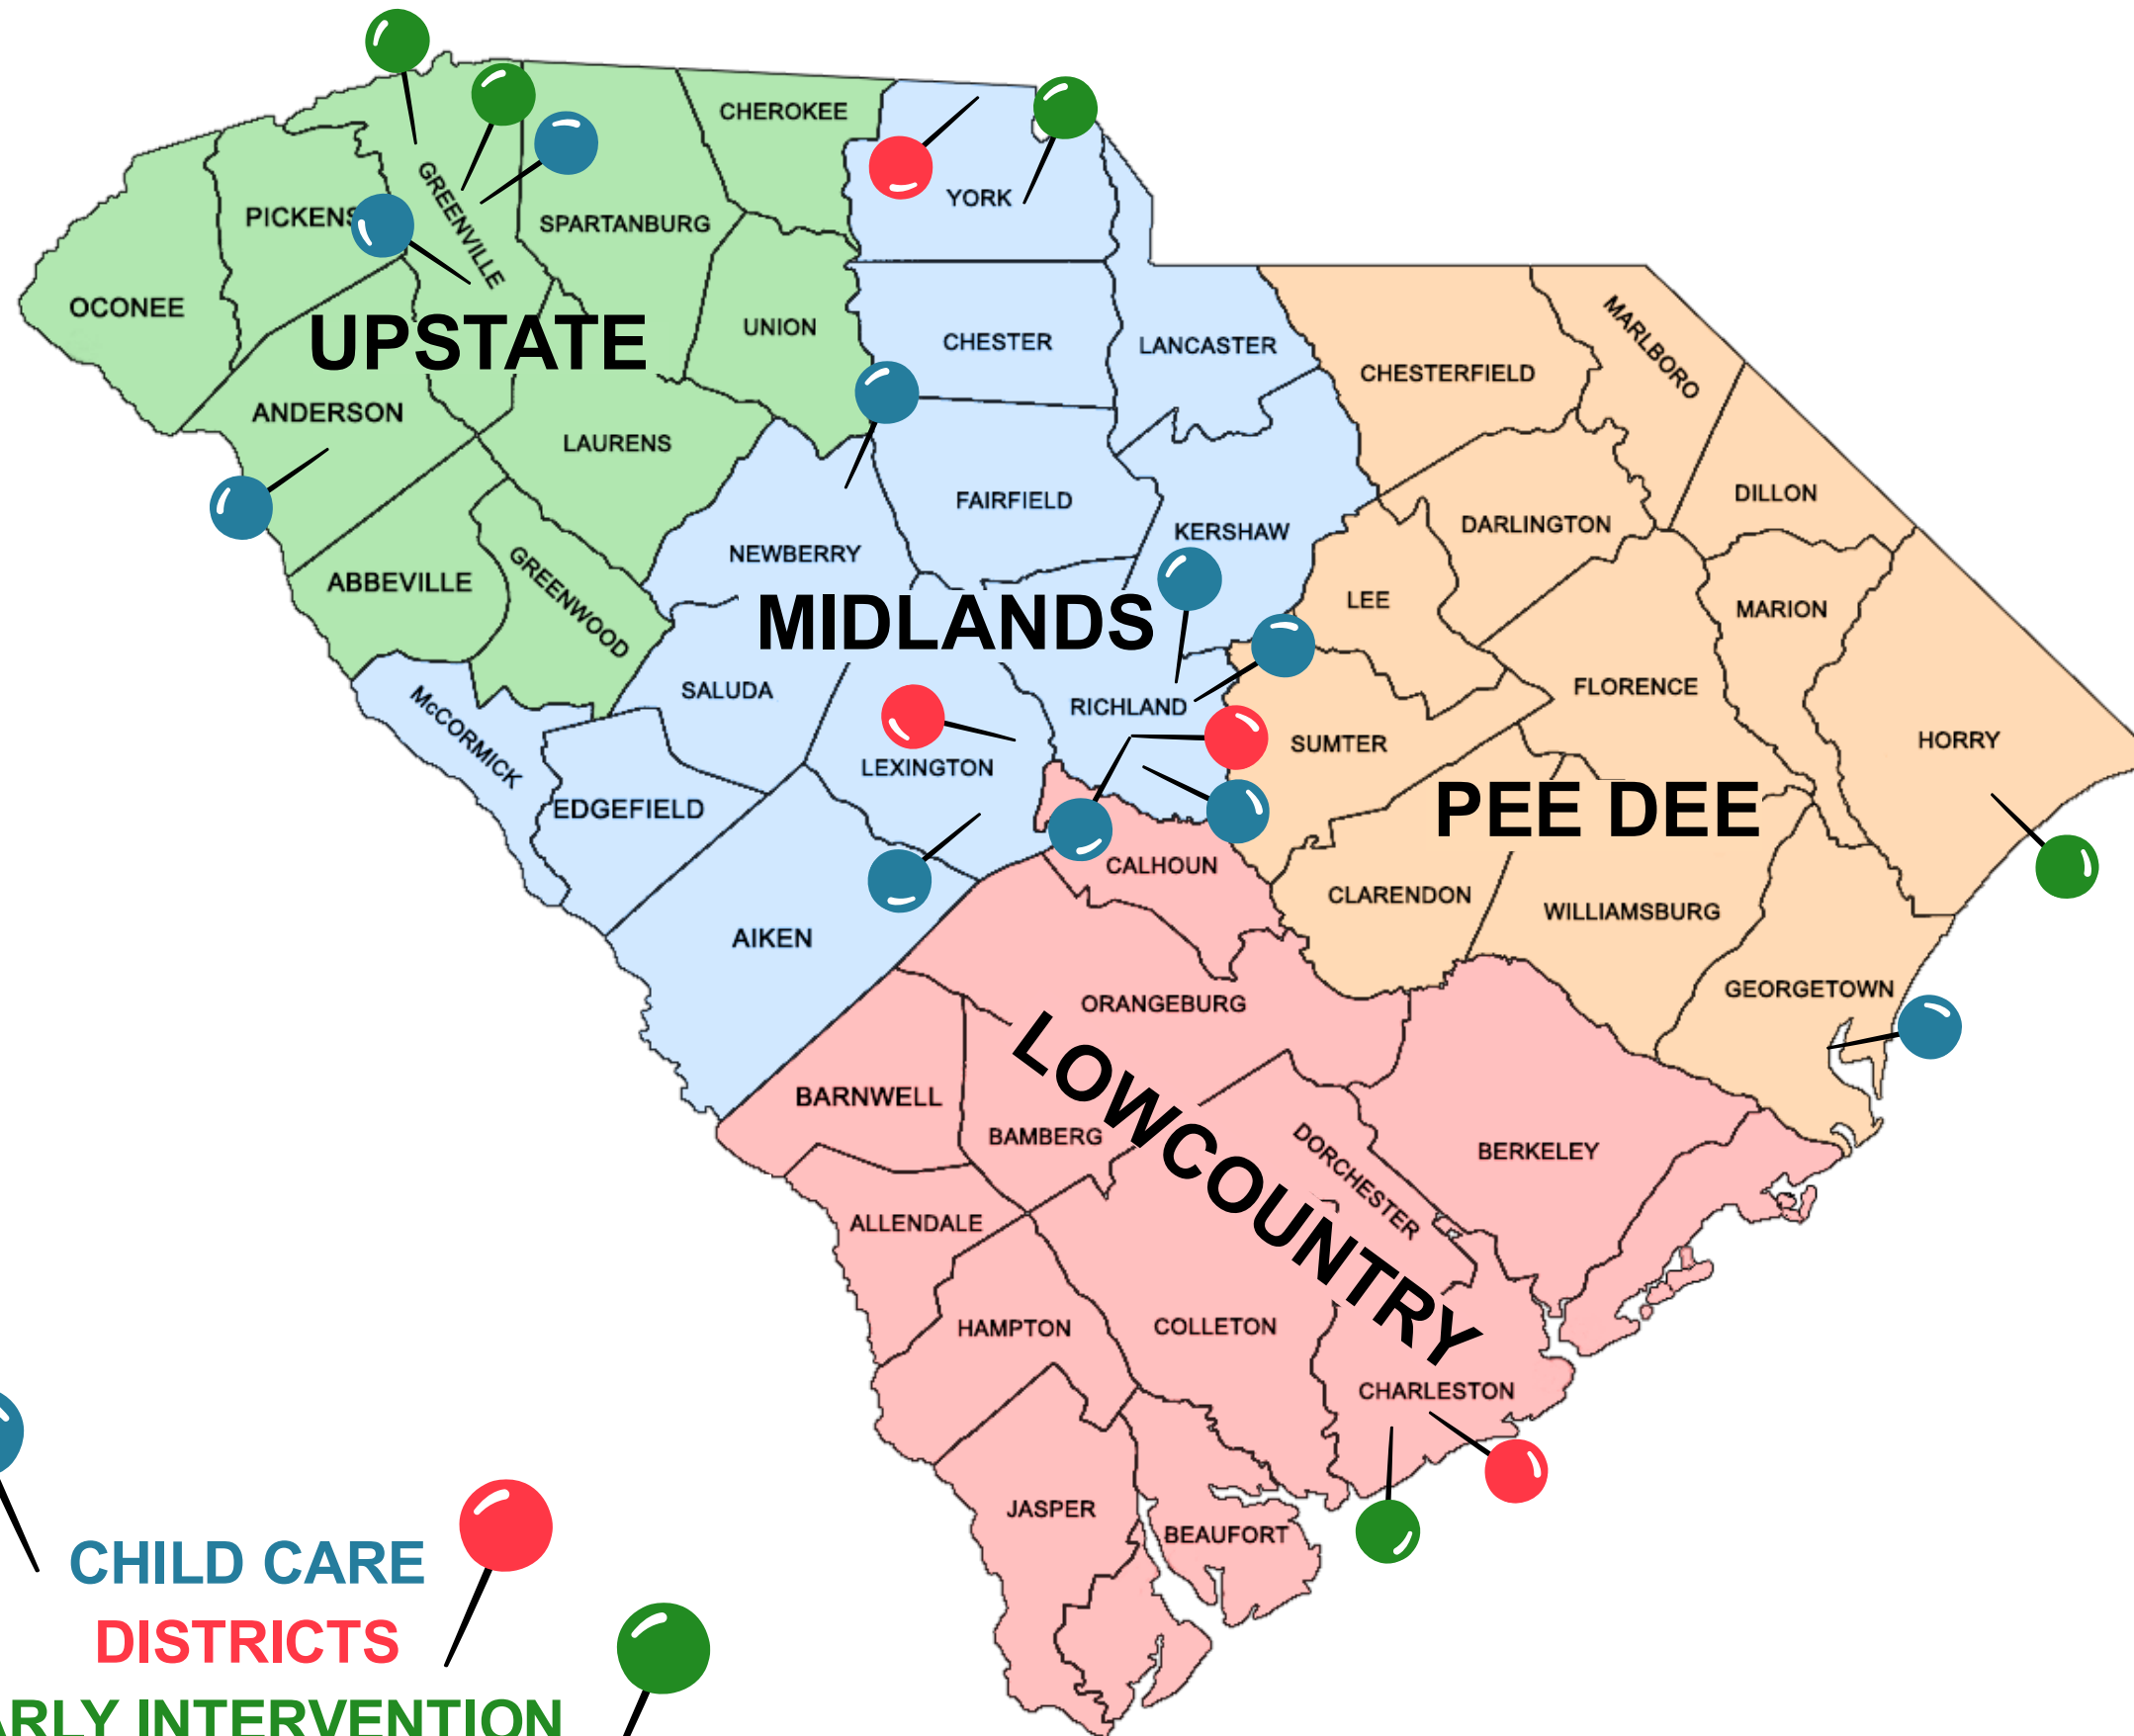 CHEROKEE
GREENVILLE
YORK
PICKENS
SPARTANBURG
OCONEE
UPSTATE
UNION
CHESTER
LANCASTER
MARLBORO
CHESTERFIELD
ANDERSON
LAURENS
DILLON
FAIRFIELD
DARLINGTON
KERSHAW
NEWBERRY
ABBEVILLE
GREENWOOD
LEE
MARION
MIDLANDS
SALUDA
RICHLAND
FLORENCE
McCORMICK
SUMTER
HORRY
LEXINGTON
EDGEFIELD
PEE DEE
CALHOUN
CLARENDON
WILLIAMSBURG
AIKEN
GEORGETOWN
ORANGEBURG
LOWCOUNTRY
BARNWELL
BAMBERG
DORCHESTER
BERKELEY
ALLENDALE
HAMPTON
COLLETON
CHARLESTON
JASPER
BEAUFORT
CHILD CARE
DISTRICTS
ARLY INTERVENTION